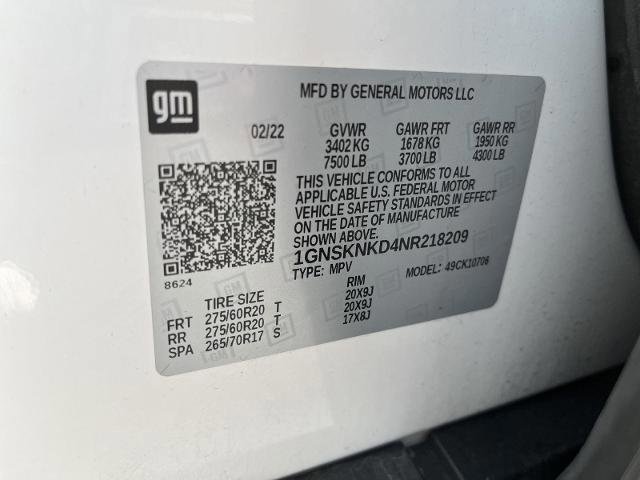 gm
MFD BY GENERAL MOTORS LLC
02/22 GVWR GAWR FRT GAWR RR
3402 KG 1678 KG 1950 KG
7500 LB 3700 LB 4300 LB
THIS VEHICLE CONFORMS TO ALL
APPLICABLE U.S. FEDERAL MOTOR
VEHICLE SAFETY STANDARDS IN EFFECT
ON THE DATE OF MANUFACTURE
SHOWN ABOVE.
1GNSKNKD4NR218209
TYPE: MPV MODEL: 49CK10706
8624
TIRE SIZE RIM
FRT 275/60R20 T 20X9J
RR 275/60R20 T 20X9J
SPA 265/70R17 S 17X8J